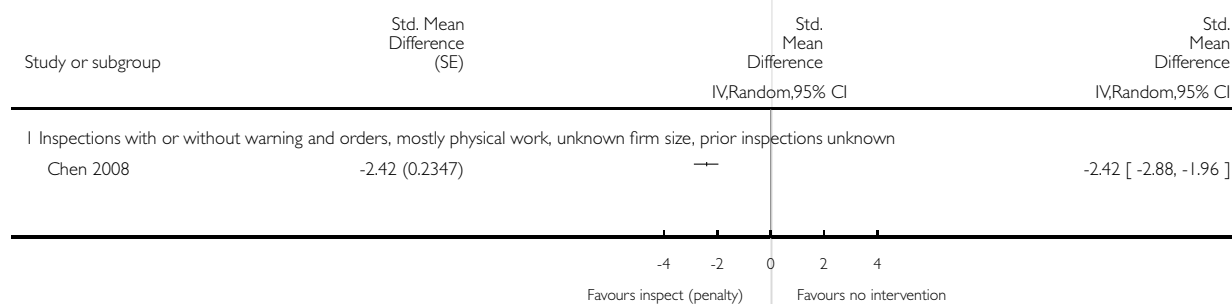 Study or subgroup
Std. Mean
Difference
(SE)
Std.
Mean
Difference
Std.
Mean
Difference
IV,Random,95% CI
IV,Random,95% CI
1 Inspections with or without warning and orders, mostly physical work, unknown firm size, prior inspections unknown
Chen 2008 -2.42 (0.2347) -2.42 [ -2.88, -1.96 ]
-4 -2 0 2 4
Favours inspect (penalty) Favours no intervention